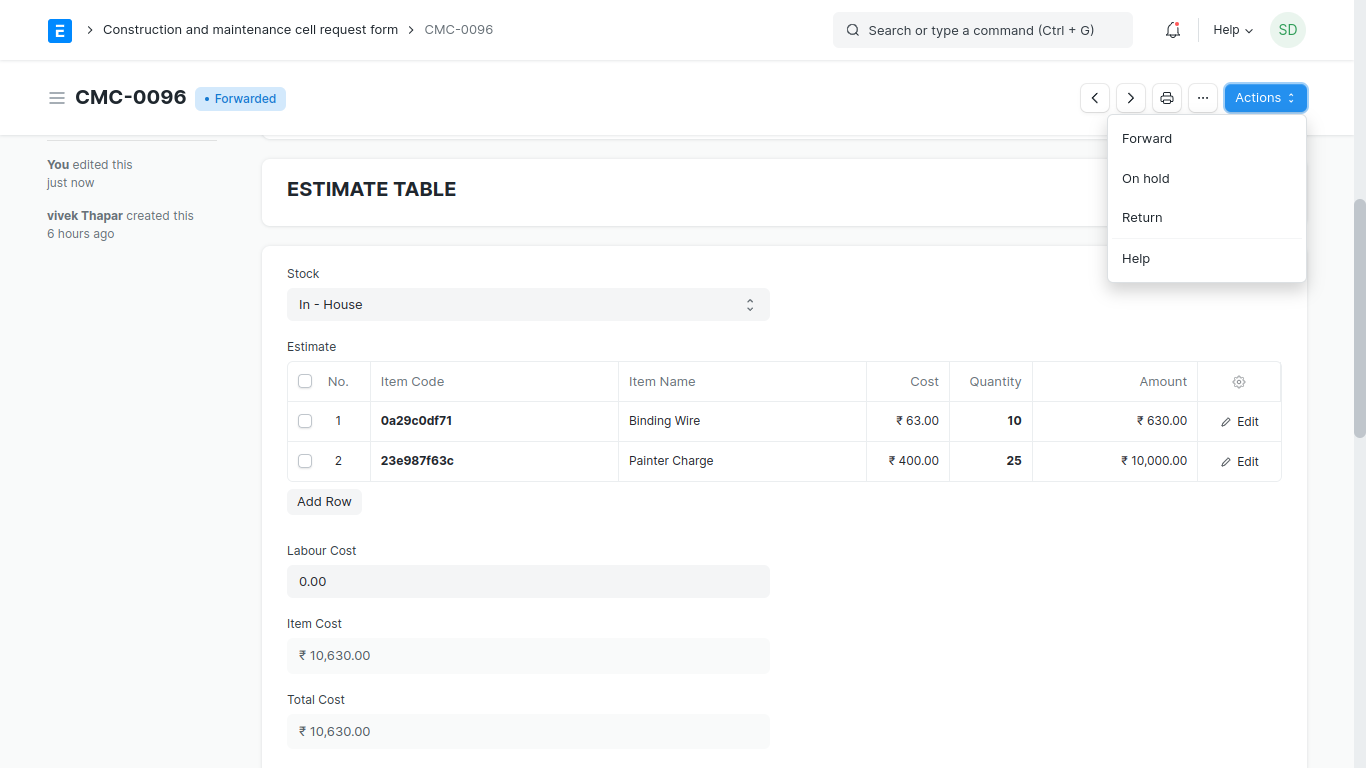 E Construction and maintenance cell request form CMC-0096 Search or type a command (Ctrl + G) Help SD
CMC-0096 Forwarded Actions
Forward
On hold
Return
Help
You edited this
just now
vivek Thapar created this
6 hours ago
ESTIMATE TABLE
Stock
In - House
Estimate
No. Item Code Item Name Cost Quantity Amount
1 0a29c0df71 Binding Wire ₹ 63.00 10 ₹ 630.00 Edit
2 23e987f63c Painter Charge ₹ 400.00 25 ₹ 10,000.00 Edit
Add Row
Labour Cost
0.00
Item Cost
₹ 10,630.00
Total Cost
₹ 10,630.00